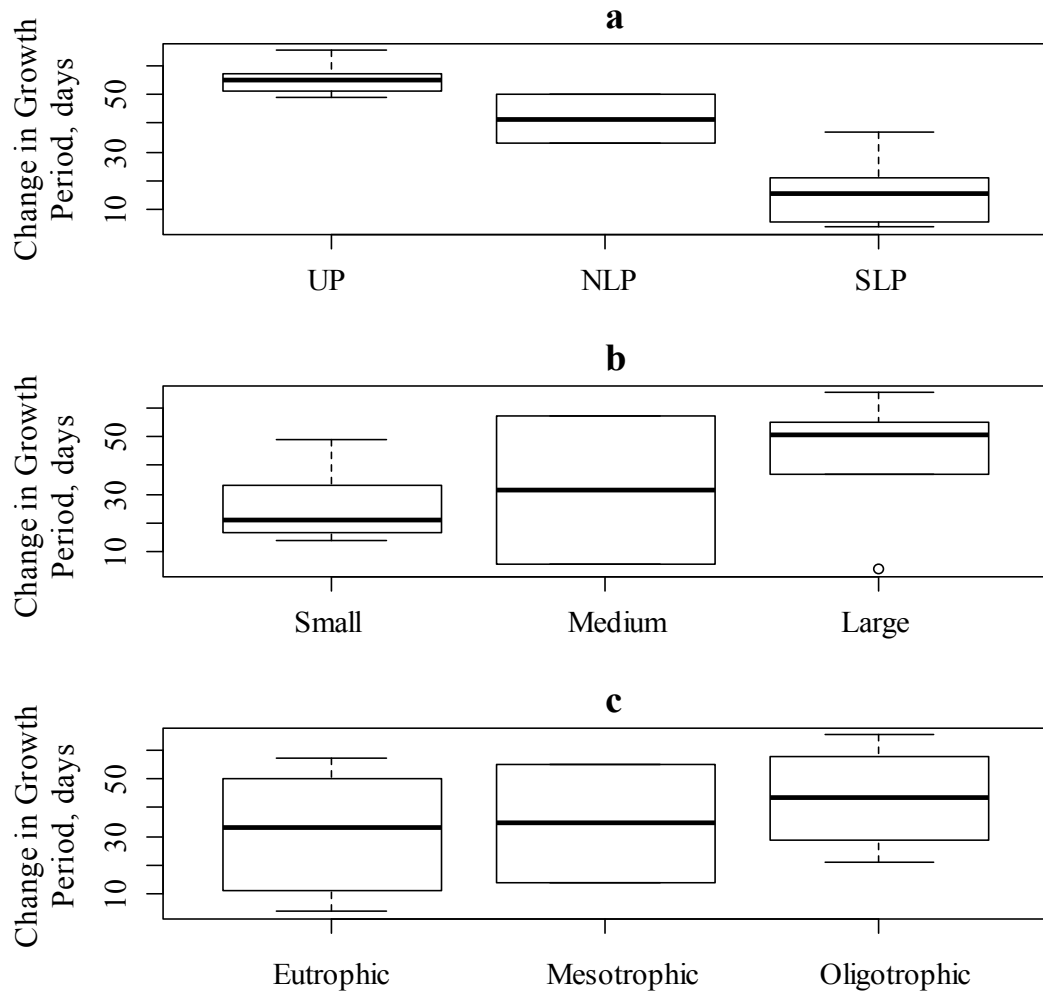 a
Change in Growth
Period, days
50
30
10
UP NLP SLP
b
Change in Growth
Period, days
50
30
10
Small Medium Large
c
Change in Growth
Period, days
50
30
10
Eutrophic Mesotrophic Oligotrophic